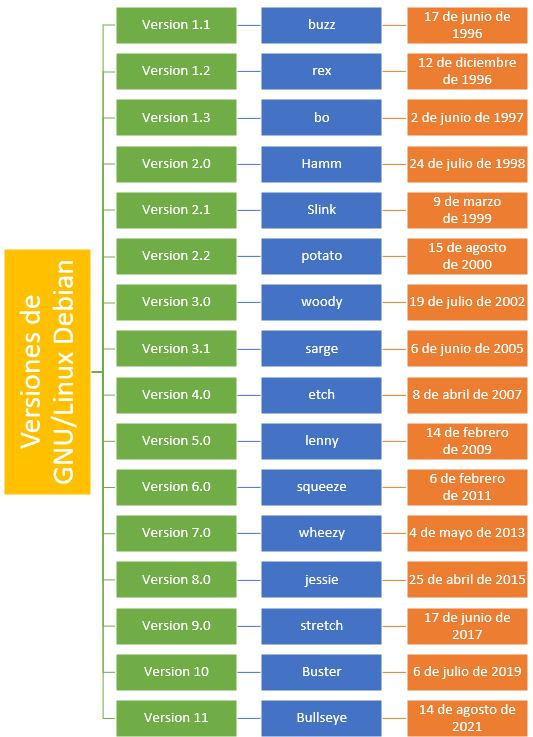 Versiones de
GNU/Linux Debian
Version 1.1
buzz
17 de junio de
1996
Version 1.2
rex
12 de diciembre
de 1996
Version 1.3
bo
2 de junio de 1997
Version 2.0
Hamm
24 de julio de 1998
Version 2.1
Slink
9 de marzo
de 1999
Version 2.2
potato
15 de agosto
de 2000
Version 3.0
woody
19 de julio de 2002
Version 3.1
sarge
6 de junio de 2005
Version 4.0
etch
8 de abril de 2007
Version 5.0
lenny
14 de febrero
de 2009
Version 6.0
squeeze
6 de febrero
de 2011
Version 7.0
wheezy
4 de mayo de 2013
Version 8.0
jessie
25 de abril de 2015
Version 9.0
stretch
17 de junio de
2017
Version 10
Buster
6 de julio de 2019
Version 11
Bullseye
14 de agosto de
2021